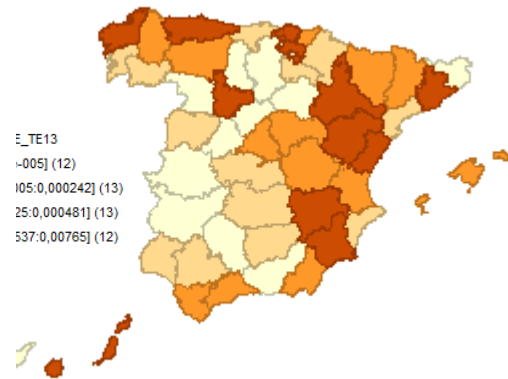 E_TE13
-005] (12)
005:0,000242] (13)
25:0,000481] (13)
537:0,00765] (12)